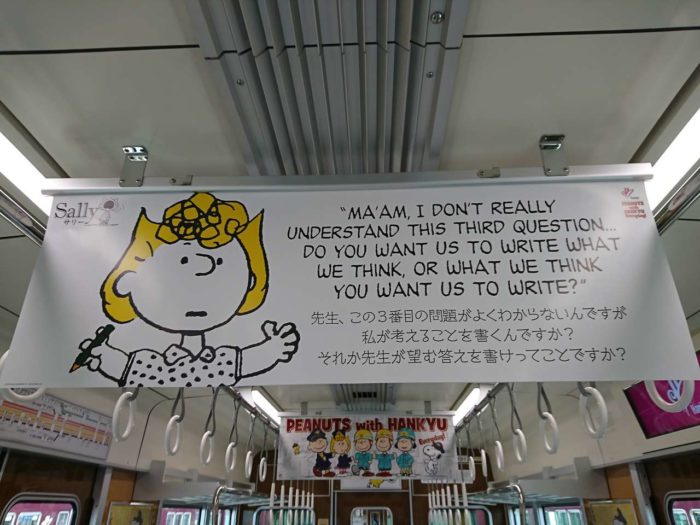 Sally
サリー
"MA'AM, I DON'T REALLY
UNDERSTAND THIS THIRD QUESTION...
DO YOU WANT US TO WRITE WHAT
WE THINK, OR WHAT WE THINK
YOU WANT US TO WRITE?"
先生、この3番目の問題がよくわからないんですが
私が考えることを書くんですか?
それか先生が望む答えを書けってことですか?
PEANUTS with HANKYU
Everyday!